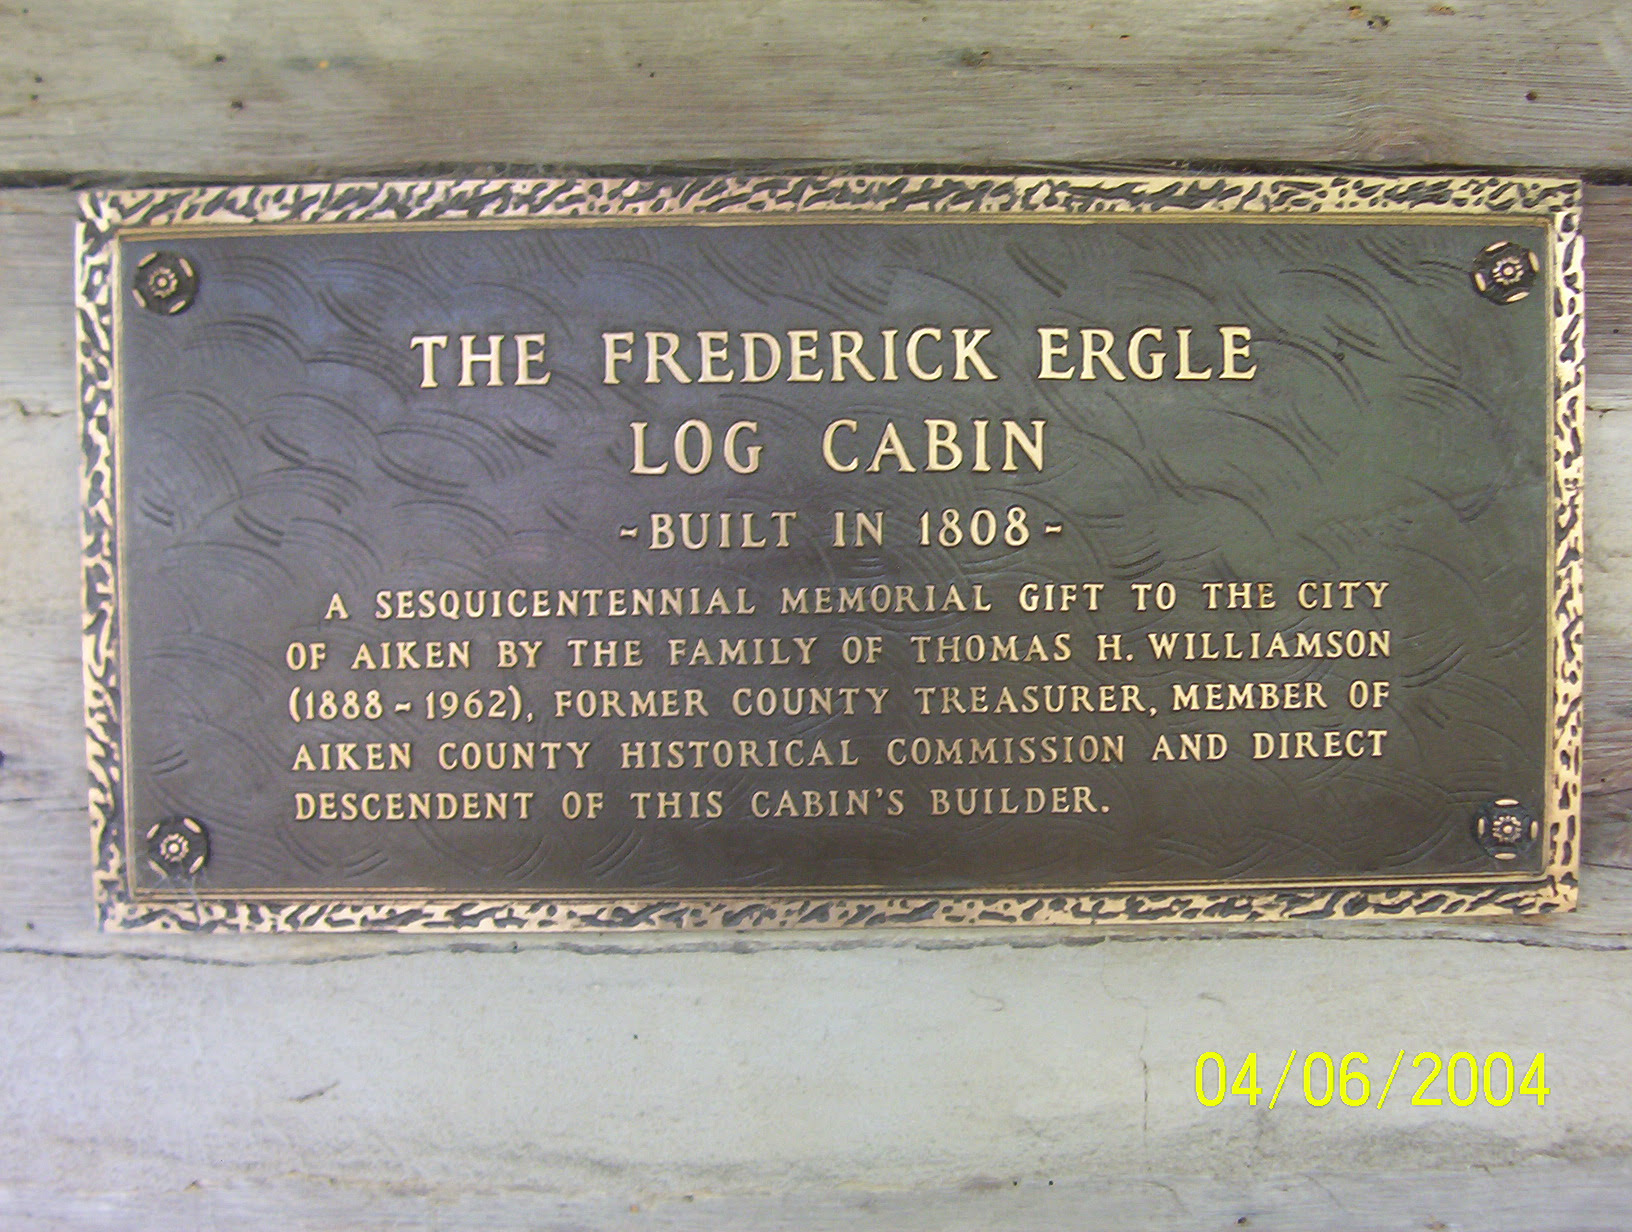 THE FREDERICK ERGLE
LOG CABIN
~BUILT IN 1808~
A SESQUICENTENNIAL MEMORIAL GIFT TO THE CITY
OF AIKEN BY THE FAMILY OF THOMAS H. WILLIAMSON
(1888~1962), FORMER COUNTY TREASURER, MEMBER OF
AIKEN COUNTY HISTORICAL COMMISSION AND DIRECT
DESCENDENT OF THIS CABIN'S BUILDER.
04/06/2004